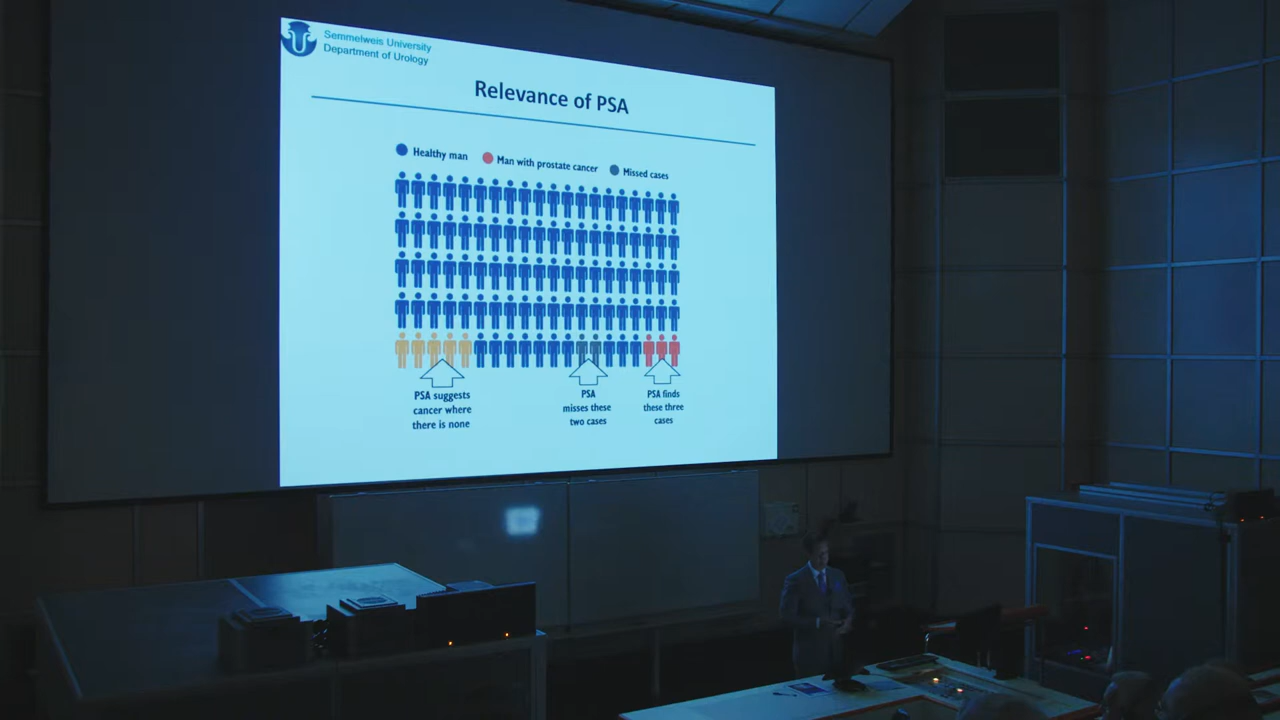 Semmelweis University
Department of Urology
Relevance of PSA
Healthy man
Man with prostate cancer
Missed cases
PSA suggests
cancer where
there is none
PSA
misses these
two cases
PSA finds
these three
cases